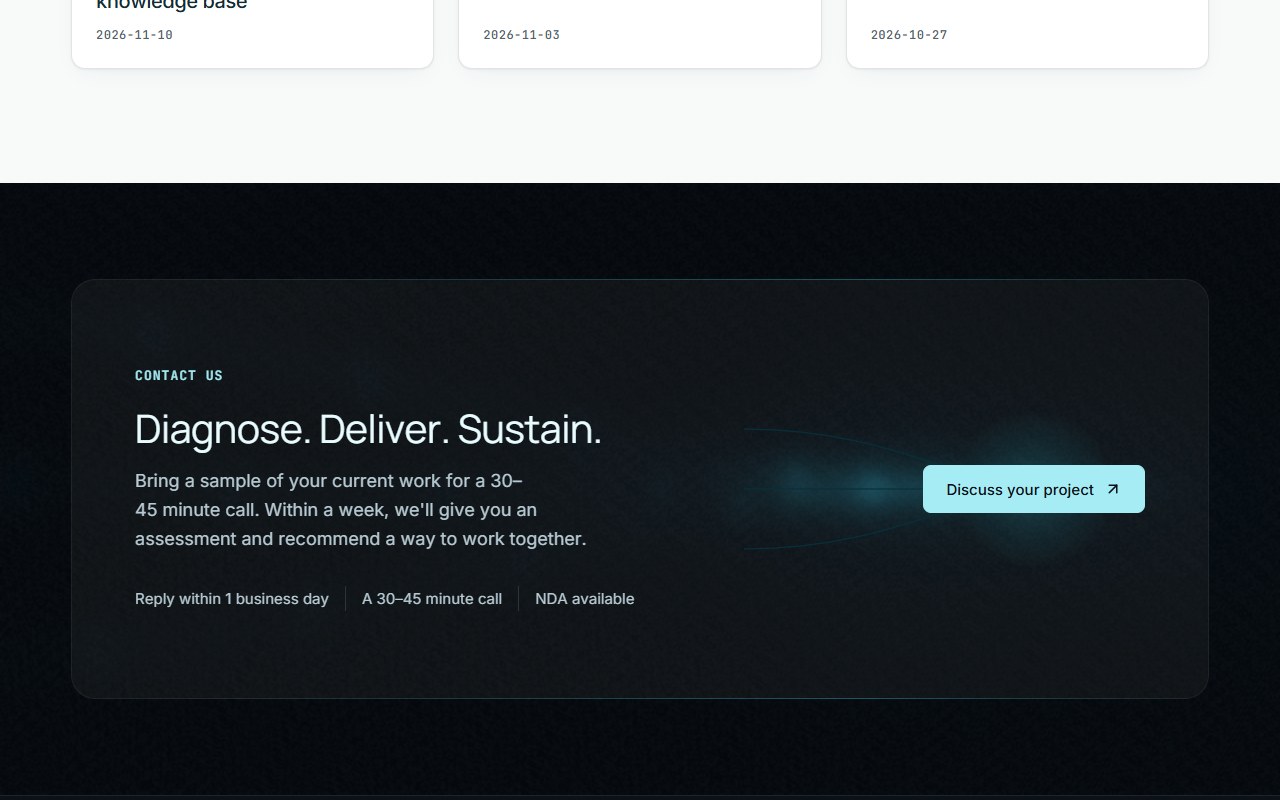 knowledge base
2026-11-10
2026-11-03
2026-10-27
CONTACT US
Diagnose. Deliver. Sustain.
Bring a sample of your current work for a 30–
45 minute call. Within a week, we'll give you an
assessment and recommend a way to work together.
Discuss your project
Reply within 1 business day
A 30–45 minute call
NDA available